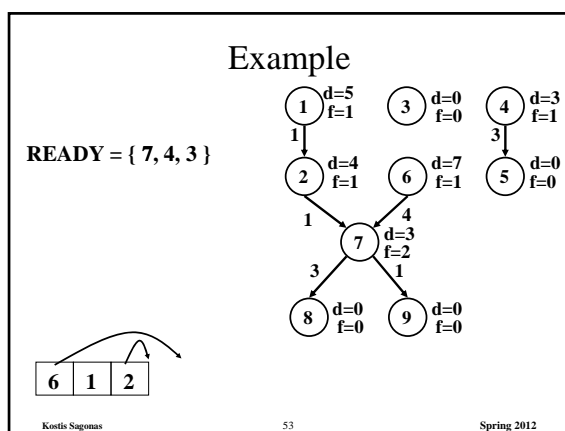 Example
1 d=5 3 d=0 4 d=3
f=1 f=0 f=1
1 3
READY = { 7, 4, 3 }
2 d=4 6 d=7 5 d=0
f=1 f=1 f=0
1 4
7 d=3
f=2
3 1
8 d=0 9 d=0
f=0 f=0
6 1 2
Kostis Sagonas 53 Spring 2012